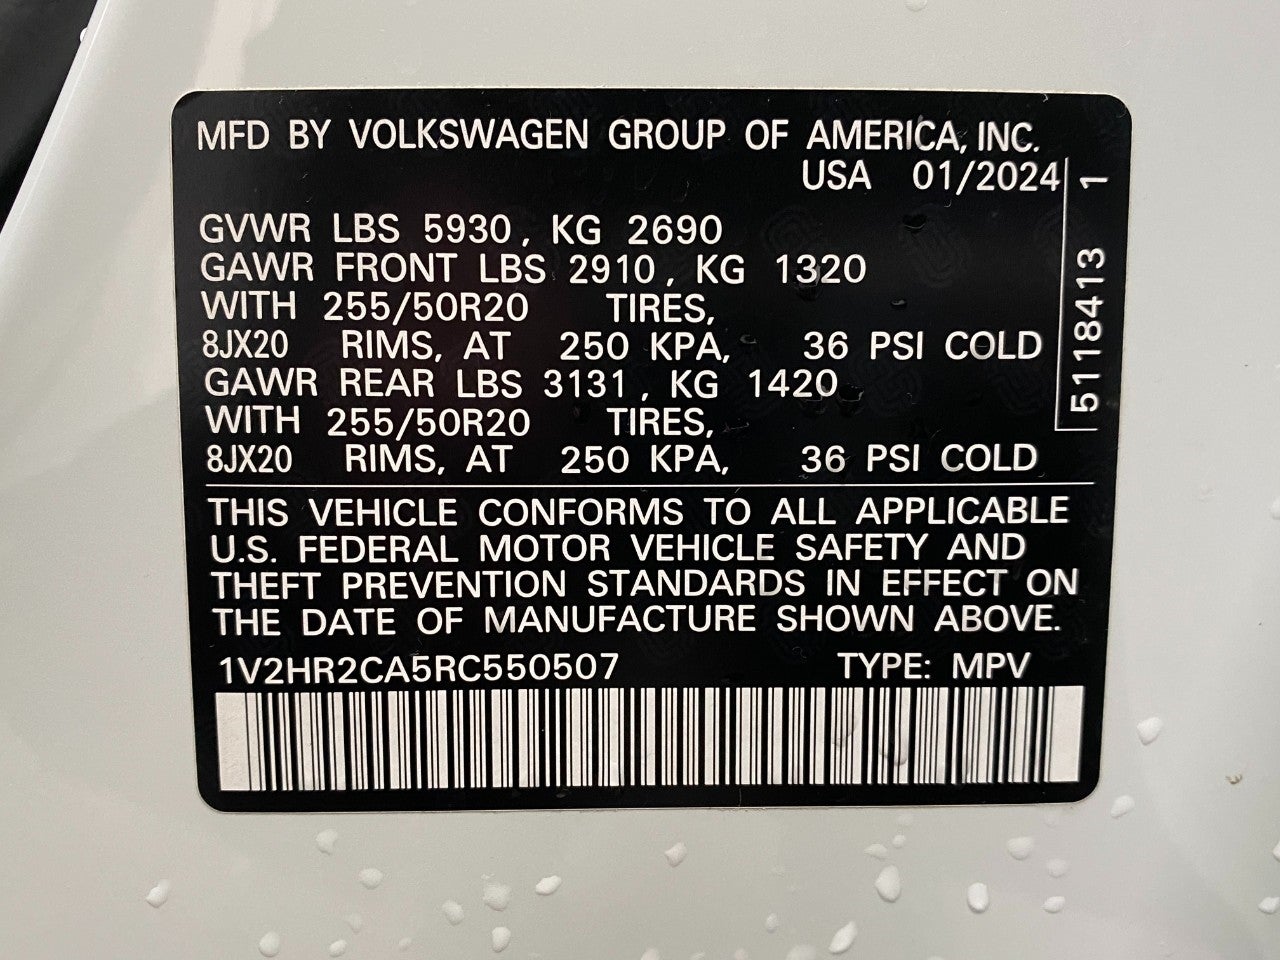 MFD BY VOLKSWAGEN GROUP OF AMERICA, INC.
USA 01/2024
GVWR LBS 5930, KG 2690
GAWR FRONT LBS 2910, KG 1320
WITH 255/50R20 TIRES,
8JX20 RIMS, AT 250 KPA, 36 PSI COLD
GAWR REAR LBS 3131, KG 1420
WITH 255/50R20 TIRES,
8JX20 RIMS, AT 250 KPA, 36 PSI COLD
5118413 1
THIS VEHICLE CONFORMS TO ALL APPLICABLE
U.S. FEDERAL MOTOR VEHICLE SAFETY AND
THEFT PREVENTION STANDARDS IN EFFECT ON
THE DATE OF MANUFACTURE SHOWN ABOVE.
1V2HR2CA5RC550507 TYPE: MPV